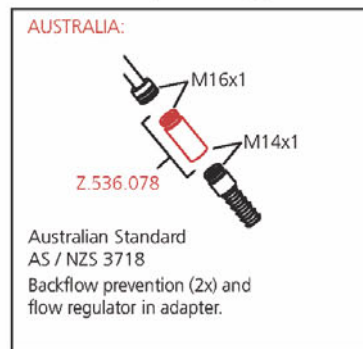 AUSTRALIA:
M16x1
M14x1
Z.536.078
Australian Standard
AS / NZS 3718
Backflow prevention (2x) and
flow regulator in adapter.